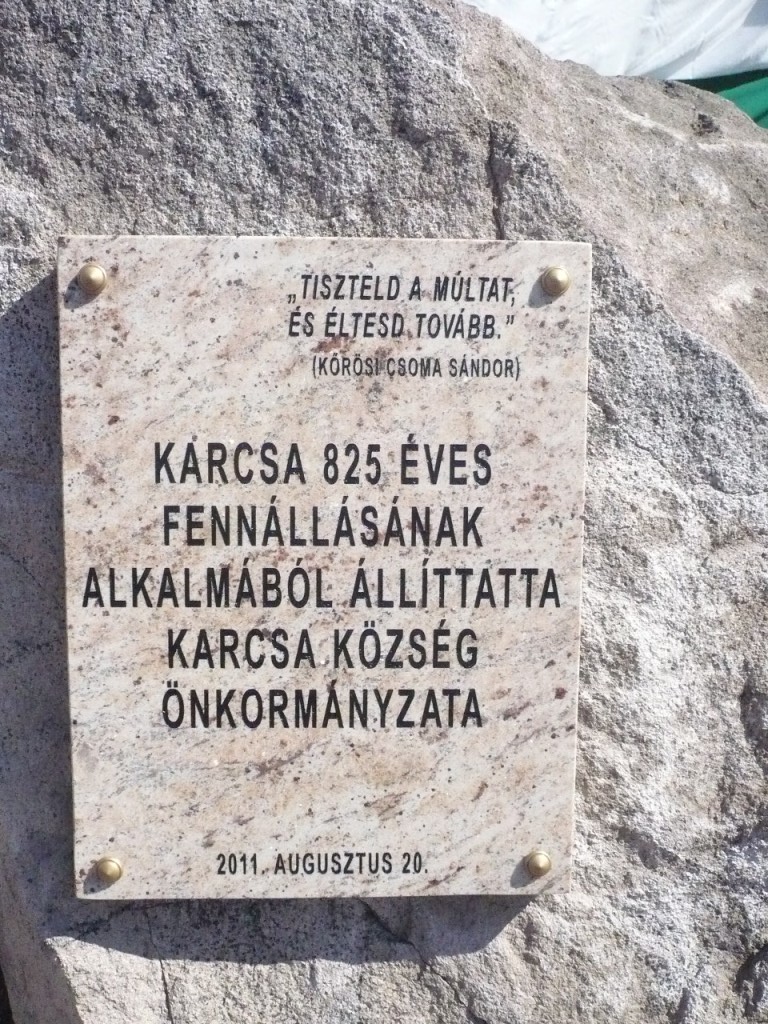 „TISZTELD A MÚLTAT,
ÉS ÉLTESD TOVÁBB.”
(KŐRÖSI CSOMA SÁNDOR)
KARCSA 825 ÉVES
FENNÁLLÁSÁNAK
ALKALMÁBÓL ÁLLÍTTATTA
KARCSA KÖZSÉG
ÖNKORMÁNYZATA
2011. AUGUSZTUS 20.